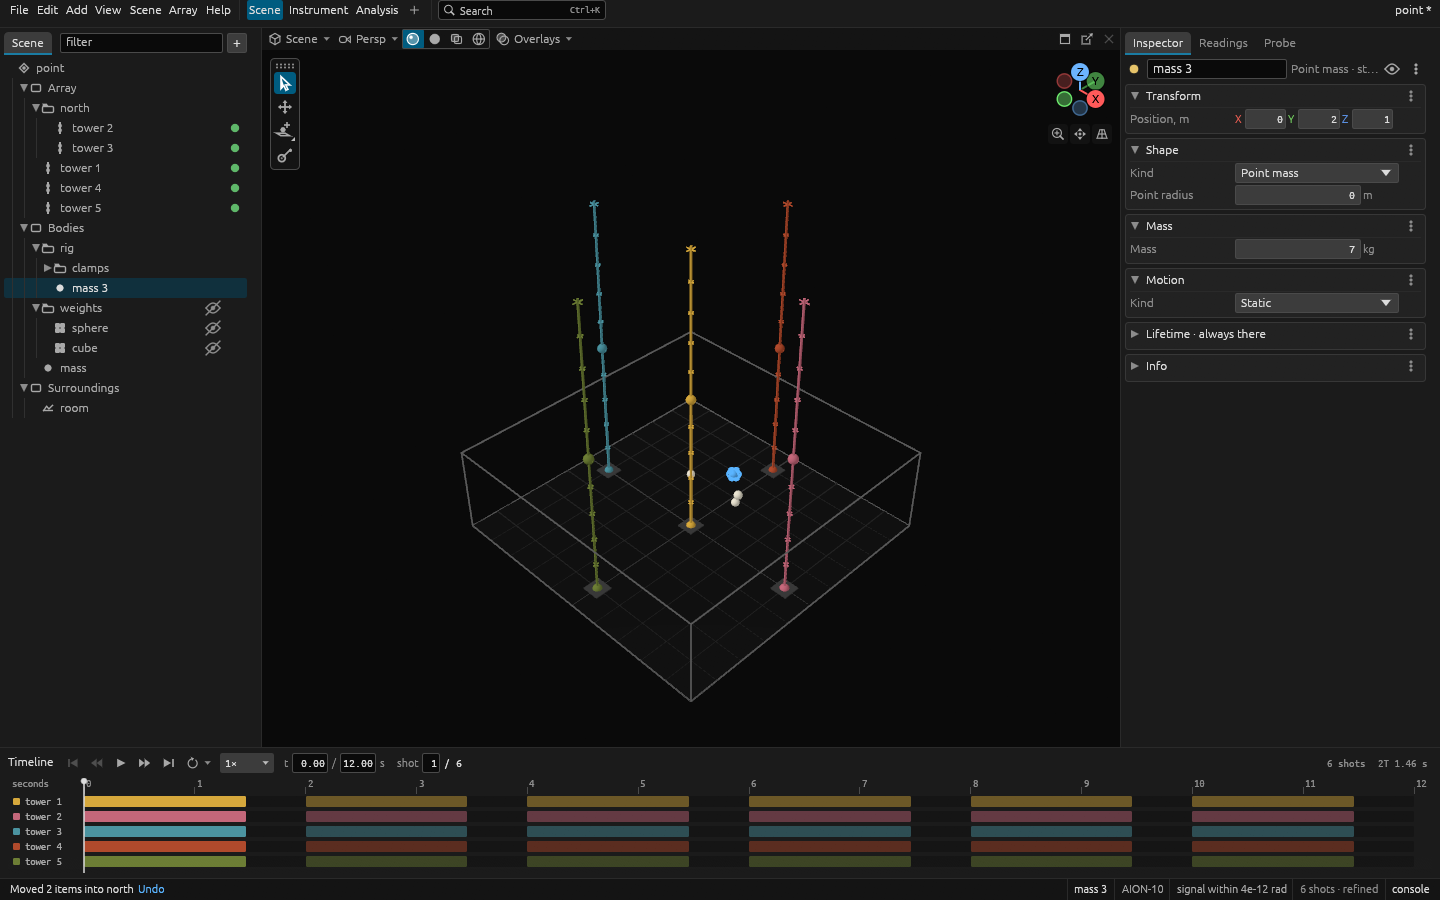 File Edit Add View Scene Array Help Scene Instrument Analysis + Search Ctrl+K point *
Scene filter +
point
Array
north
tower 2
tower 3
tower 1
tower 4
tower 5
Bodies
rig
clamps
mass 3
weights
sphere
cube
mass
Surroundings
room
Scene Persp Overlays
Z
Y
X
Inspector Readings Probe
mass 3 Point mass · st...
Transform
Position, m X 0 Y 2 Z 1
Shape
Kind Point mass
Point radius 0 m
Mass
Mass 7 kg
Motion
Kind Static
Lifetime · always there
Info
Timeline 1× t 0.00 / 12.00 s shot 1 / 6 6 shots 2T 1.46 s
seconds 0 1 2 3 4 5 6 7 8 9 10 11 12
tower 1
tower 2
tower 3
tower 4
tower 5
Moved 2 items into north Undo mass 3 AION-10 signal within 4e-12 rad 6 shots · refined console